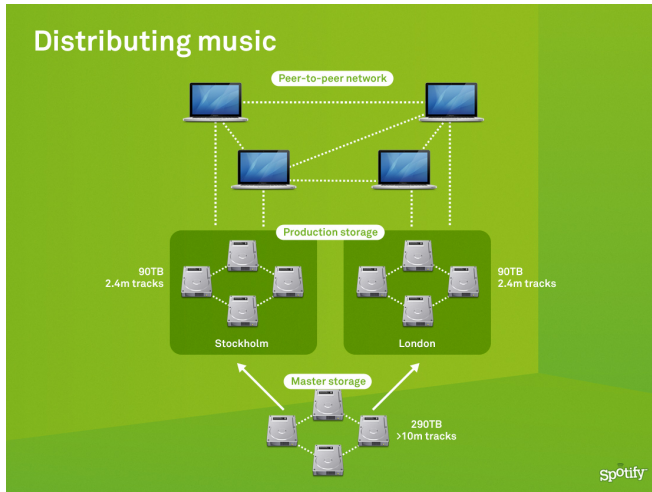 Distributing music
Peer-to-peer network
Production storage
90TB
2.4m tracks
90TB
2.4m tracks
Stockholm
London
Master storage
290TB
>10m tracks
Spotify